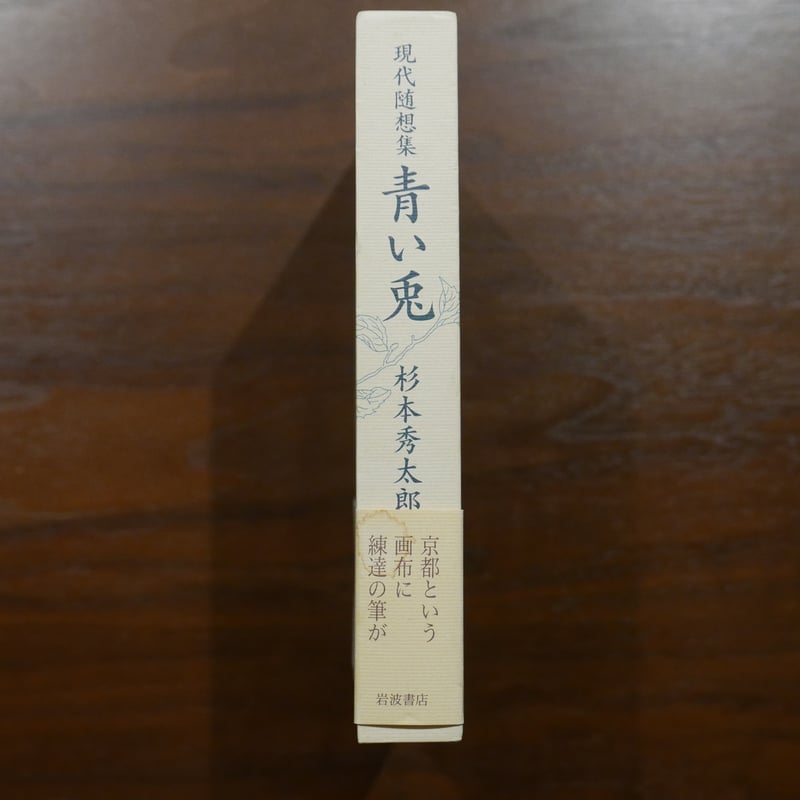 現代随想集
青い兎
杉本秀太郎
京都という
画布に
練達の筆が
岩波書店